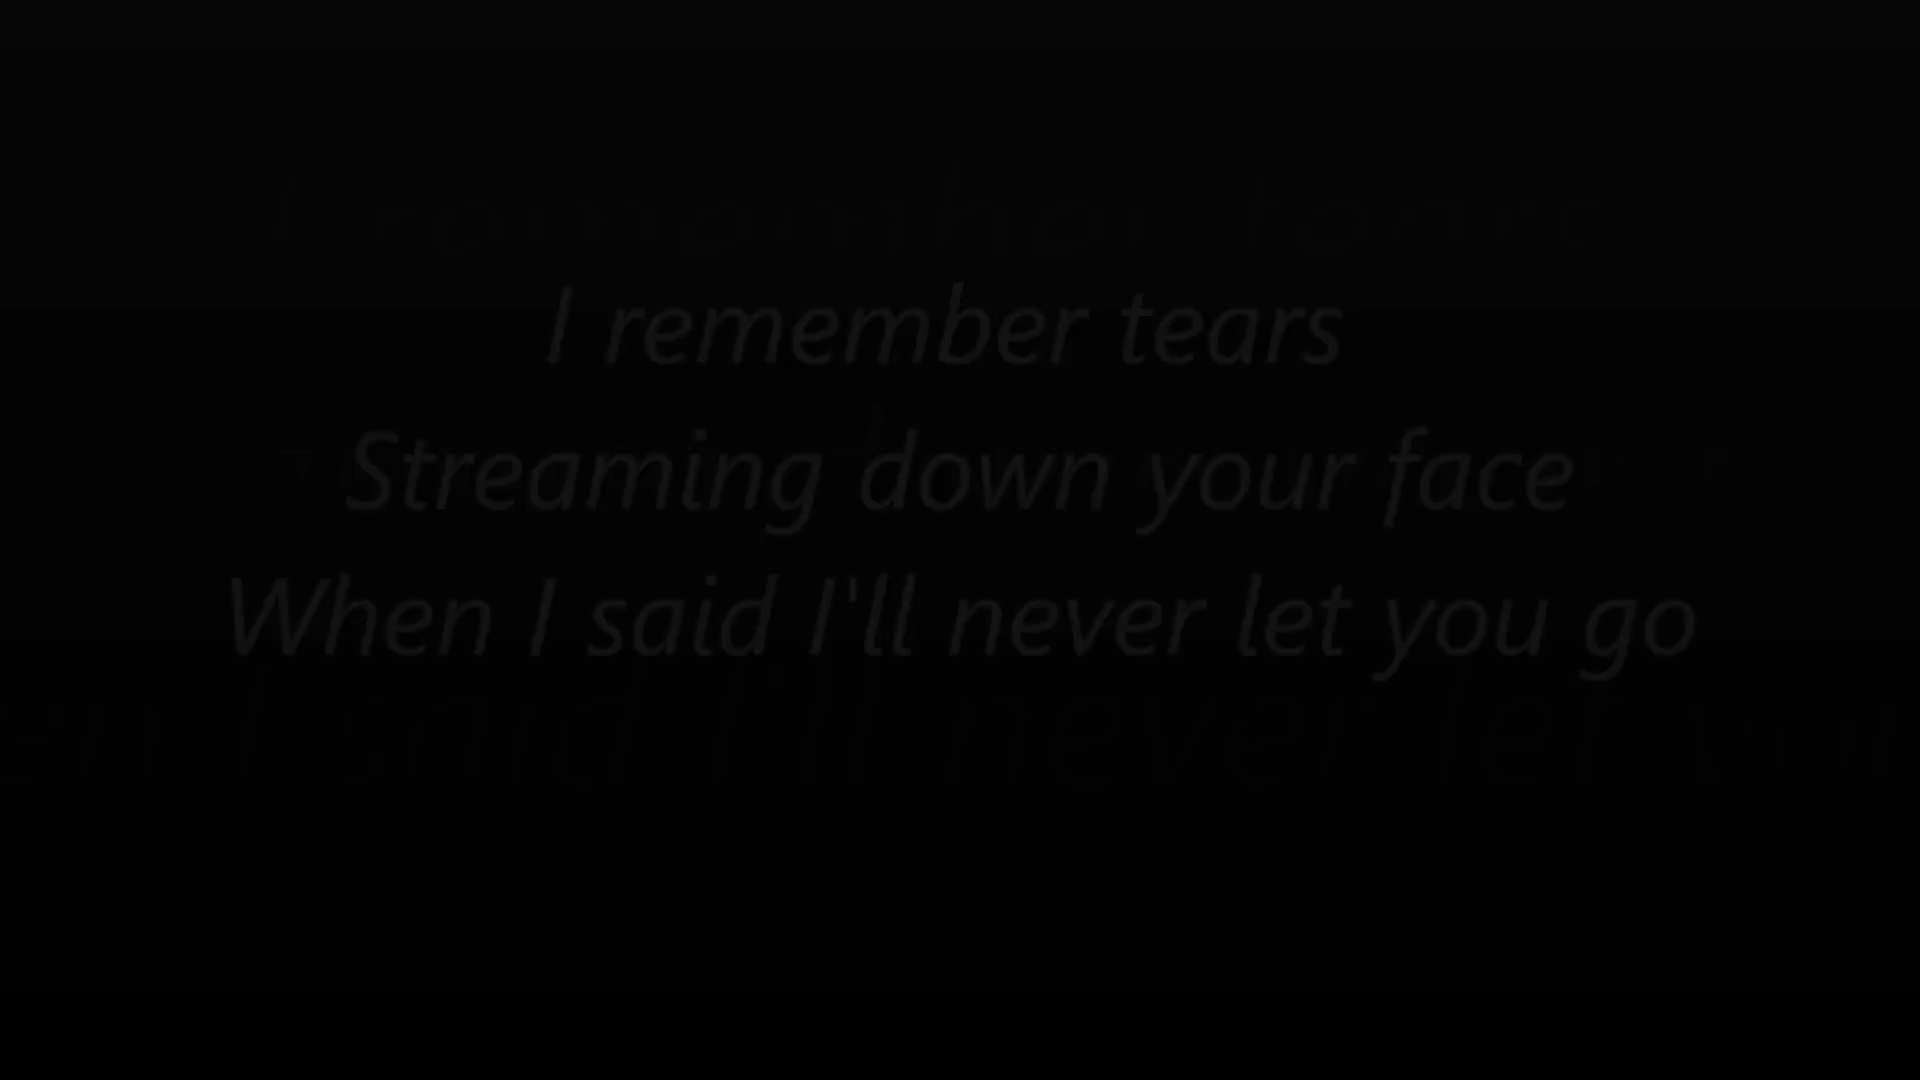 I remember tears
Streaming down your face
When I said I'll never let you go